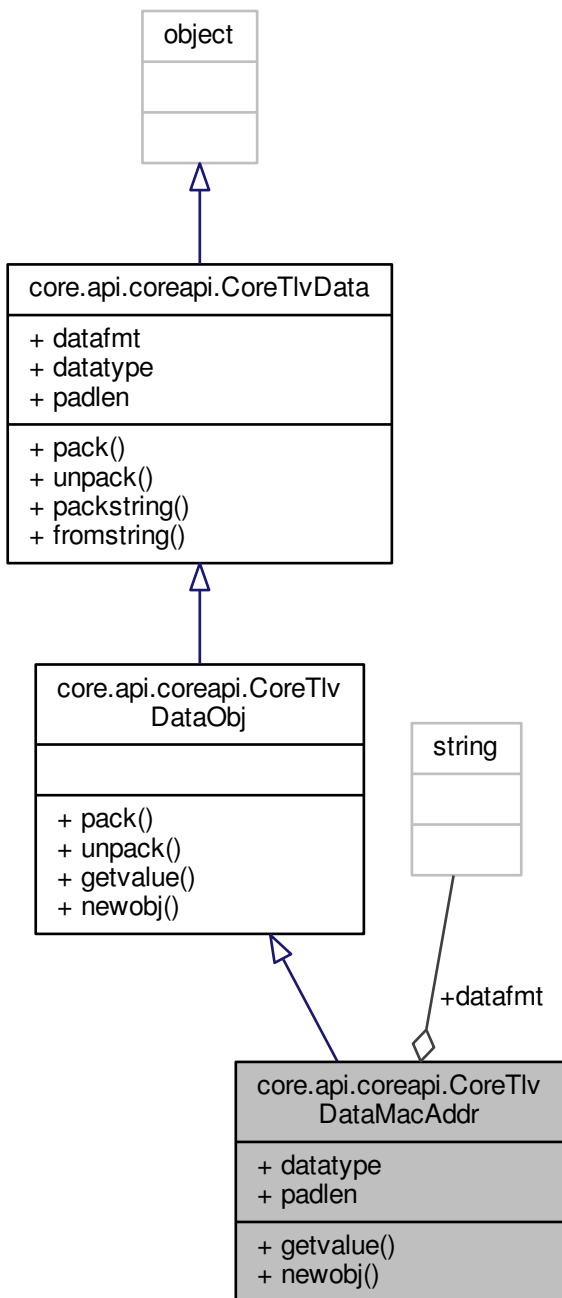 object
core.api.coreapi.CoreTlvData
+ datafmt
+ datatype
+ padlen
+ pack()
+ unpack()
+ packstring()
+ fromstring()
core.api.coreapi.CoreTlv
DataObj
+ pack()
+ unpack()
+ getvalue()
+ newobj()
string
+datafmt
core.api.coreapi.CoreTlv
DataMacAddr
+ datatype
+ padlen
+ getvalue()
+ newobj()